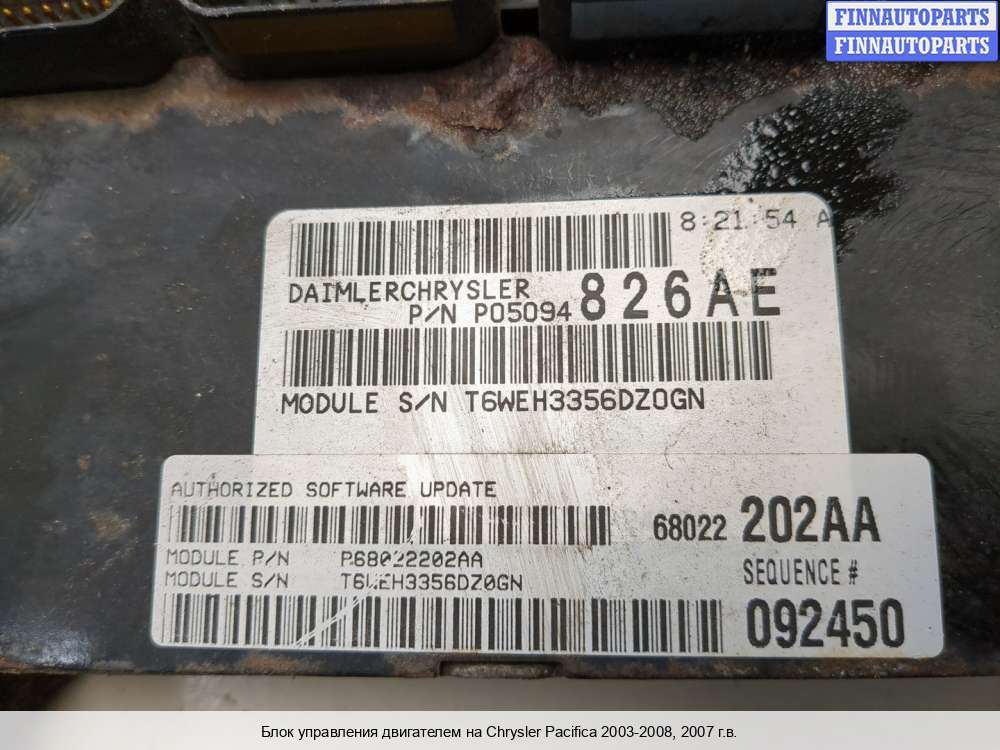 FINNAUTOPARTS
FINNAUTOPARTS
8:21:54 A
DAIMLERCHRYSLER
P/N P05094 826AE
MODULE S/N T6WEH3356DZ0GN
AUTHORIZED SOFTWARE UPDATE
68022 202AA
MODULE P/N P68022202AA
MODULE S/N T6WEH3356DZ0GN
SEQUENCE #
092450
Блок управления двигателем на Chrysler Pacifica 2003-2008, 2007 г.в.